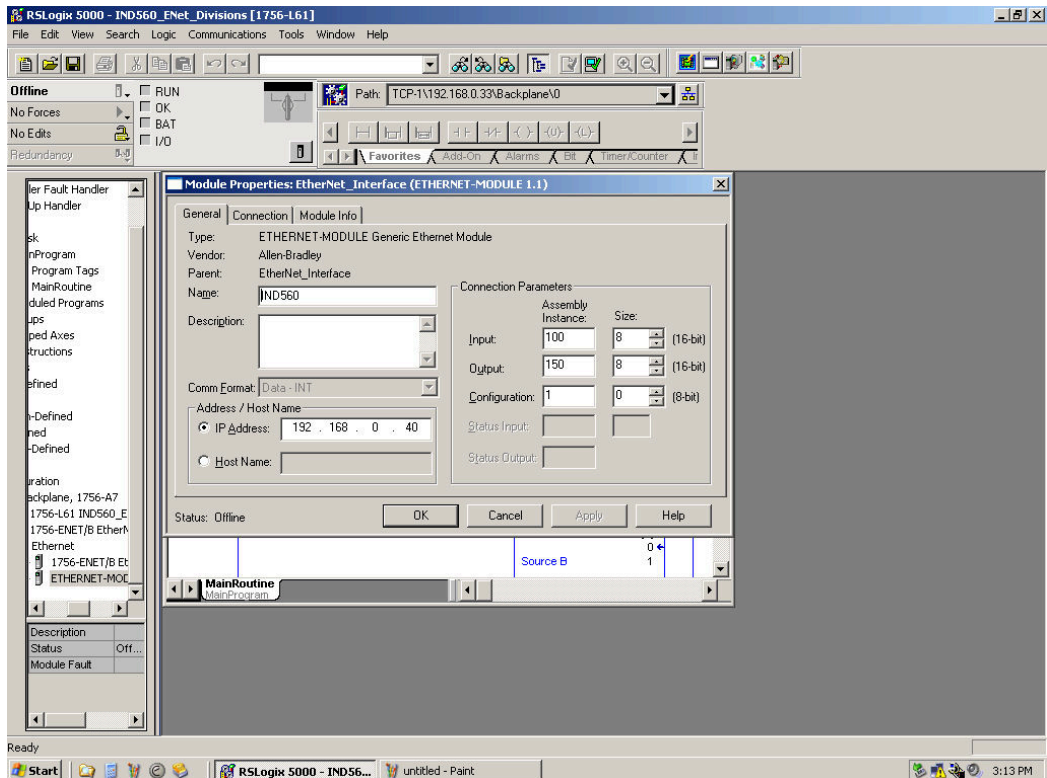 RSLogix 5000 - IND560_ENet_Divisions [1756-L61]
File Edit View Search Logic Communications Tools Window Help
Offline
RUN
No Forces
OK
No Edits
BAT
Redundancy
I/O
Path: TCP-1\192.168.0.33\Backplane\0
Favorites Add-On Alarms Bit Timer/Counter
ler Fault Handler
Up Handler
sk
nProgram
Program Tags
MainRoutine
duled Programs
ups
ped Axes
structions
s
efined
n-Defined
ned
-Defined
uration
ackplane, 1756-A7
1756-L61 IND560_E
1756-ENET/B EtherN
Ethernet
1756-ENET/B Et
ETHERNET-MOD
Description
Status Off...
Module Fault
Module Properties: EtherNet_Interface (ETHERNET-MODULE 1.1)
General Connection Module Info
Type: ETHERNET-MODULE Generic Ethernet Module
Vendor: Allen-Bradley
Parent: EtherNet_Interface
Name: IND560
Description:
Comm Format: Data - INT
Address / Host Name
IP Address: 192 . 168 . 0 . 40
Host Name:
Connection Parameters
Assembly Instance: Size:
Input: 100 8 (16-bit)
Output: 150 8 (16-bit)
Configuration: 1 0 (8-bit)
Status Input:
Status Output:
Status: Offline
OK Cancel Apply Help
0
Source B 1
MainRoutine
MainProgram
Ready
Start RSLogix 5000 - IND56... untitled - Paint 3:13 PM